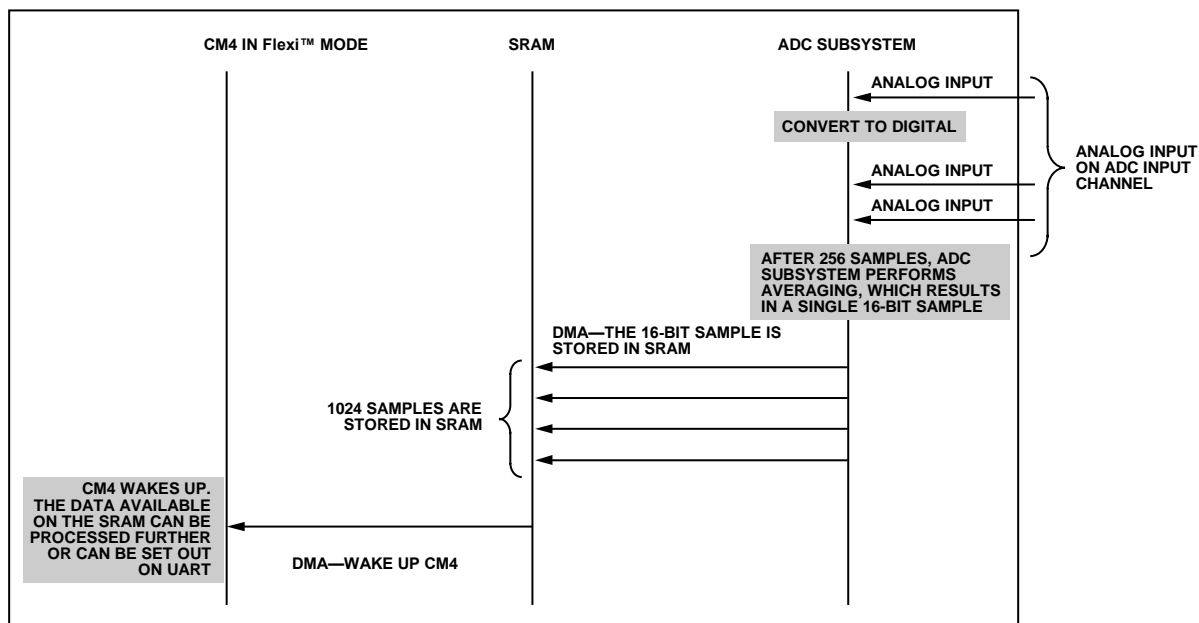 CM4 IN Flexi™ MODE
SRAM
ADC SUBSYSTEM
ANALOG INPUT
CONVERT TO DIGITAL
ANALOG INPUT
ANALOG INPUT
ANALOG INPUT
ON ADC INPUT
CHANNEL
AFTER 256 SAMPLES, ADC
SUBSYSTEM PERFORMS
AVERAGING, WHICH RESULTS
IN A SINGLE 16-BIT SAMPLE
DMA—THE 16-BIT SAMPLE IS
STORED IN SRAM
1024 SAMPLES ARE
STORED IN SRAM
CM4 WAKES UP.
THE DATA AVAILABLE
ON THE SRAM CAN BE
PROCESSED FURTHER
OR CAN BE SET OUT
ON UART
DMA—WAKE UP CM4